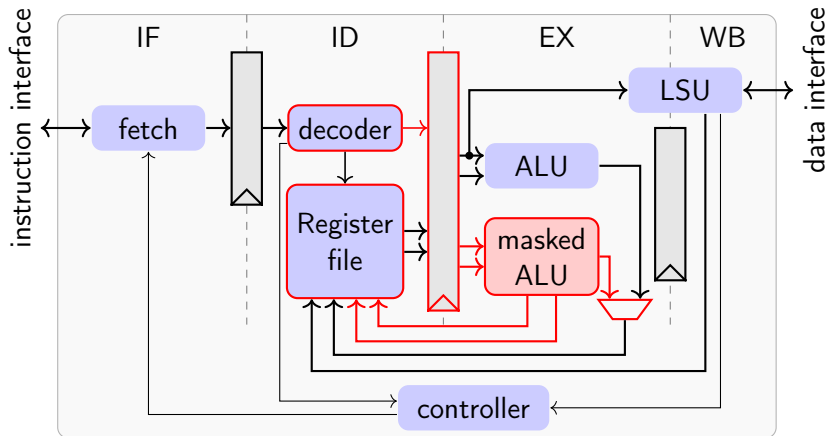 IF
ID
EX
WB
instruction interface
data interface
fetch
decoder
LSU
ALU
Register
file
masked
ALU
controller